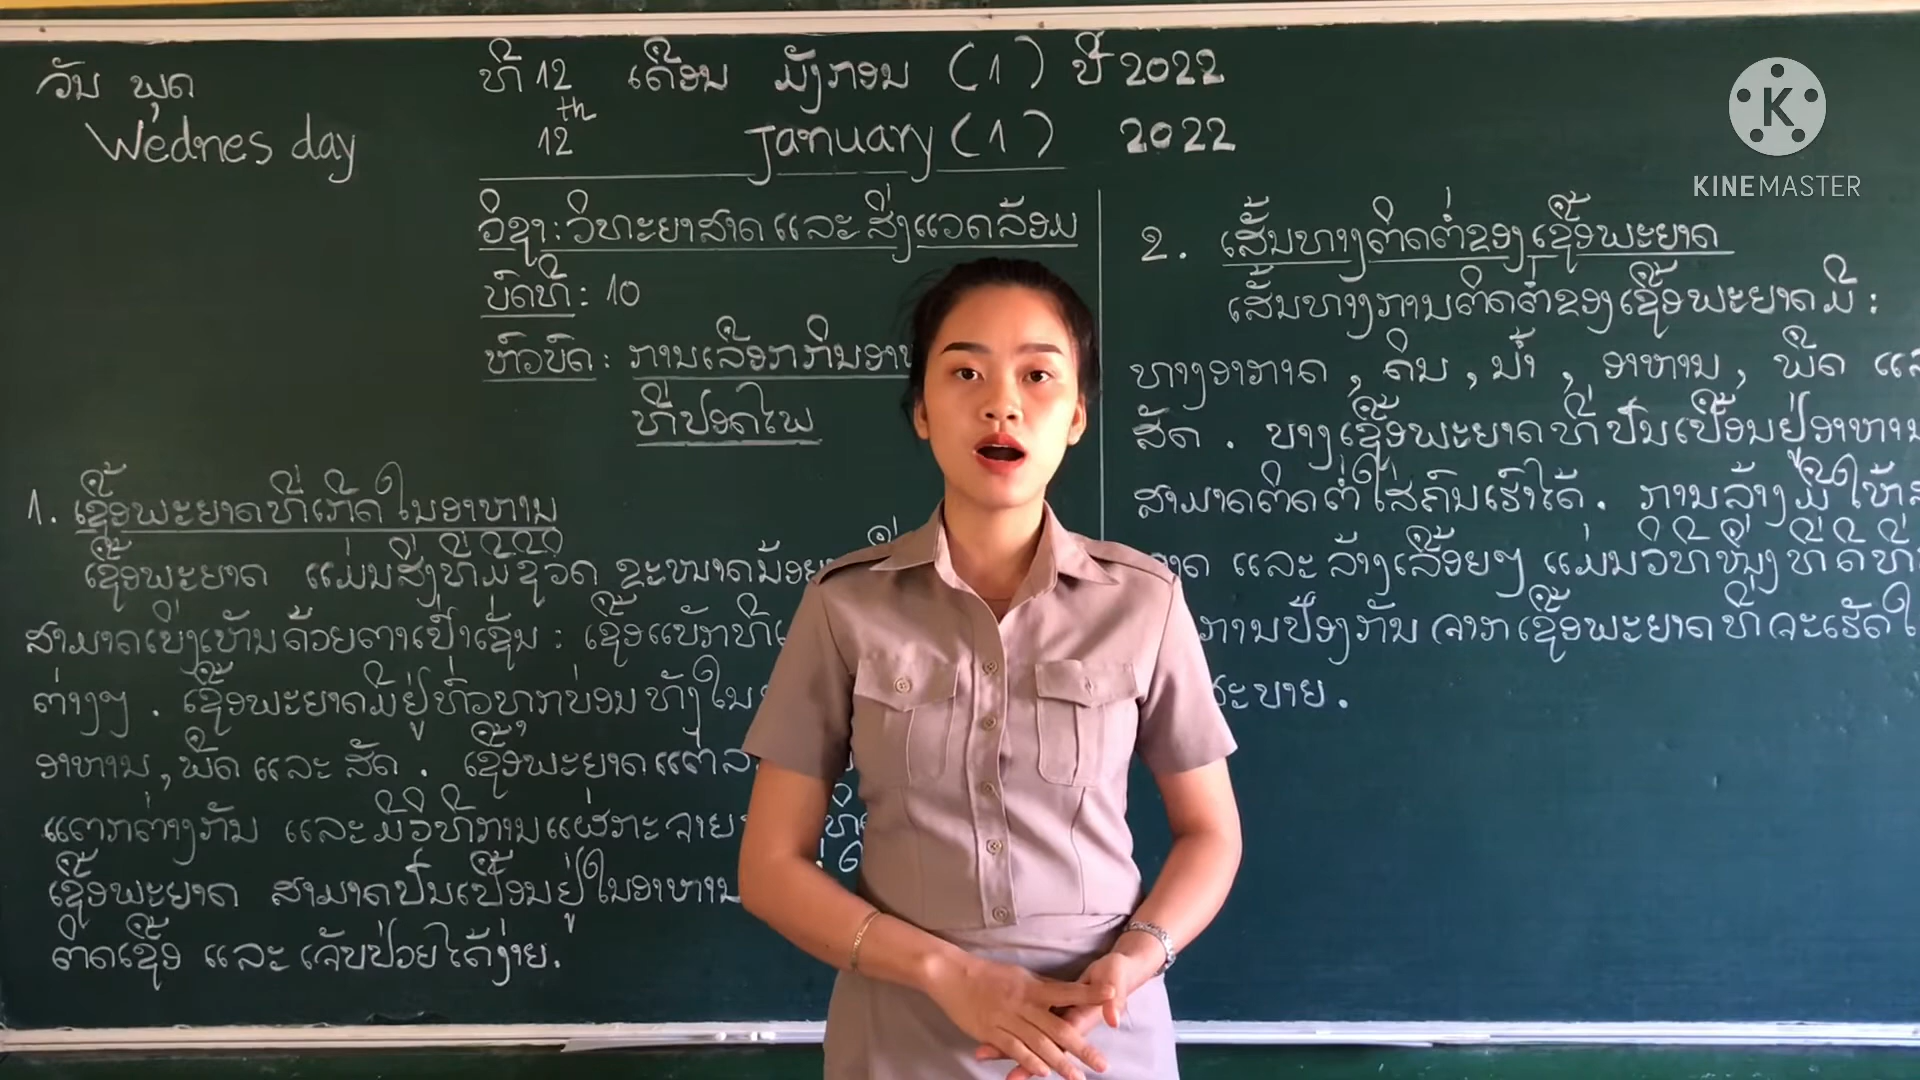 ວັນ ພຸດ ທີ 12 ເດືອນ ມັງກອນ (1) ປີ 2022
Wednes day 12th January (1) 2022
ວິຊາ: ວິທະຍາສາດ ແລະ ສິ່ງແວດລ້ອມ
ບົດທີ: 10
ຫົວບົດ: ການເລືອກກິນ
ທີ່ປອດໄພ
1. ເຊື້ອພະຍາດທີ່ເກີດໃນອາຫານ
ເຊື້ອພະຍາດ ແມ່ນສິ່ງທີ່ມີຊີວິດ ຂະໜາດນ້ອຍ
ສາມາດເບິ່ງເຫັນດ້ວຍຕາເປົ່າເຊັ່ນ: ເຊື້ອແບັກທີ
ຕ່າງໆ. ເຊື້ອພະຍາດມີຢູ່ທົ່ວທຸກບ່ອນທັງໃນ
ອາຫານ, ພືດ ແລະ ສັດ. ເຊື້ອພະຍາດແຕ່ລະ
ແຕກຕ່າງກັນ ແລະ ມີວິທີການແຜ່ກະຈາຍ
ເຊື້ອພະຍາດ ສາມາດປົນເປື້ອນຢູ່ໃນອາຫານ
ຕິດເຊື້ອ ແລະ ເຈັບປ່ວຍໄດ້ງ່າຍ.
2. ເສັ້ນທາງຕິດຕໍ່ຂອງເຊື້ອພະຍາດ
ເສັ້ນທາງການຕິດຕໍ່ຂອງເຊື້ອພະຍາດມີ:
ທາງອາກາດ, ດິນ, ນ້ຳ, ອາຫານ, ພືດ ແລະ
ສັດ. ບາງເຊື້ອພະຍາດທີ່ປົນເປື້ອນຢູ່ອາຫານ
ສາມາດຕິດຕໍ່ໃສ່ຄົນເຮົາໄດ້. ການລ້າງມືໃຫ້
ແລະ ລ້າງເລື້ອຍໆ ແມ່ນວິທີໜຶ່ງທີ່ດີທີ່
ການປ້ອງກັນ ຈາກເຊື້ອພະຍາດທີ່ຈະເຮັດໃ
ສະບາຍ.
KINEMASTER